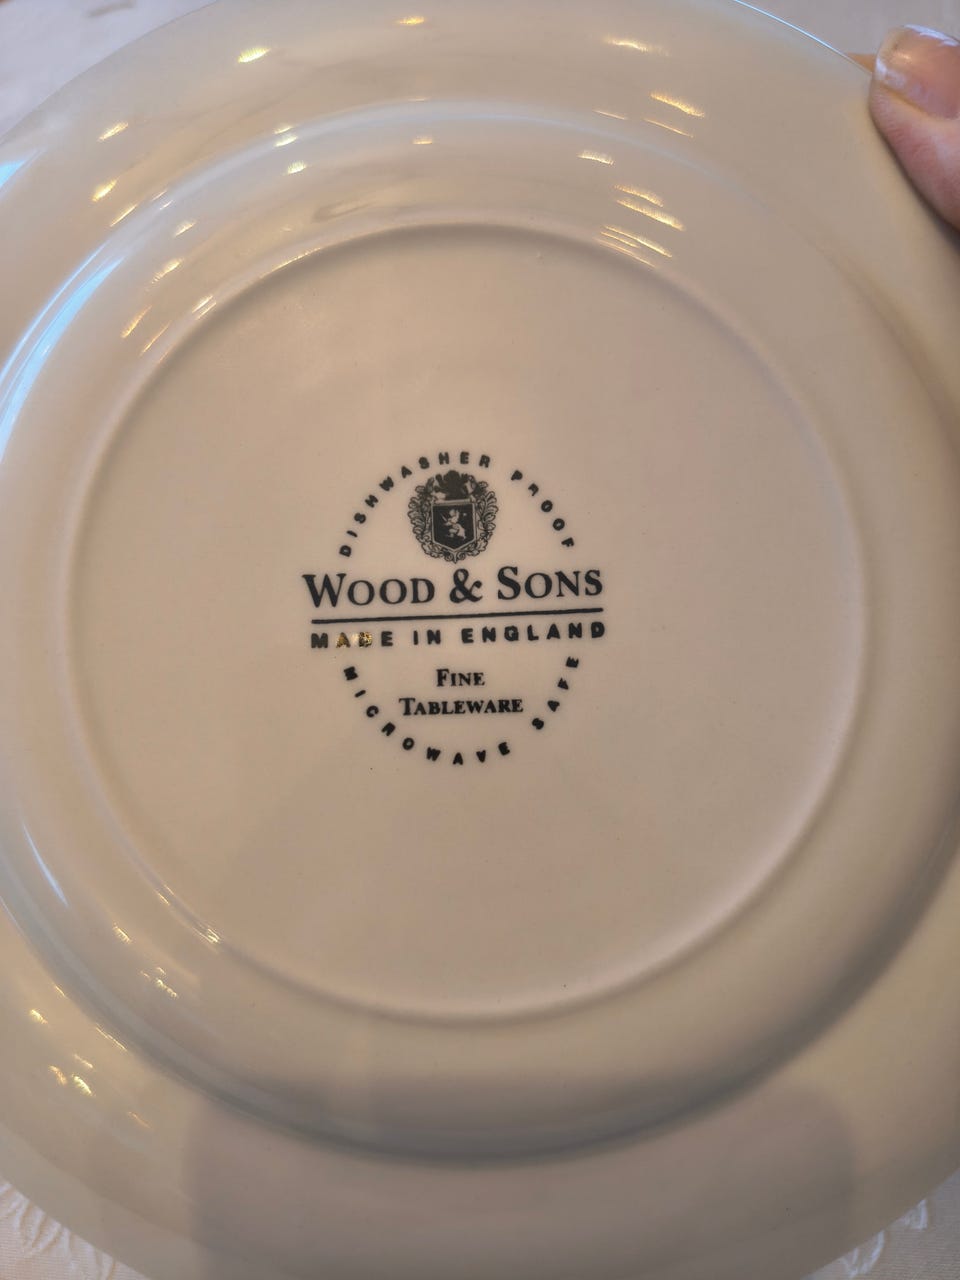 DISHWASHER PROOF
WOOD & SONS
MADE IN ENGLAND
FINE
TABLEWARE
MICROWAVE SAFE